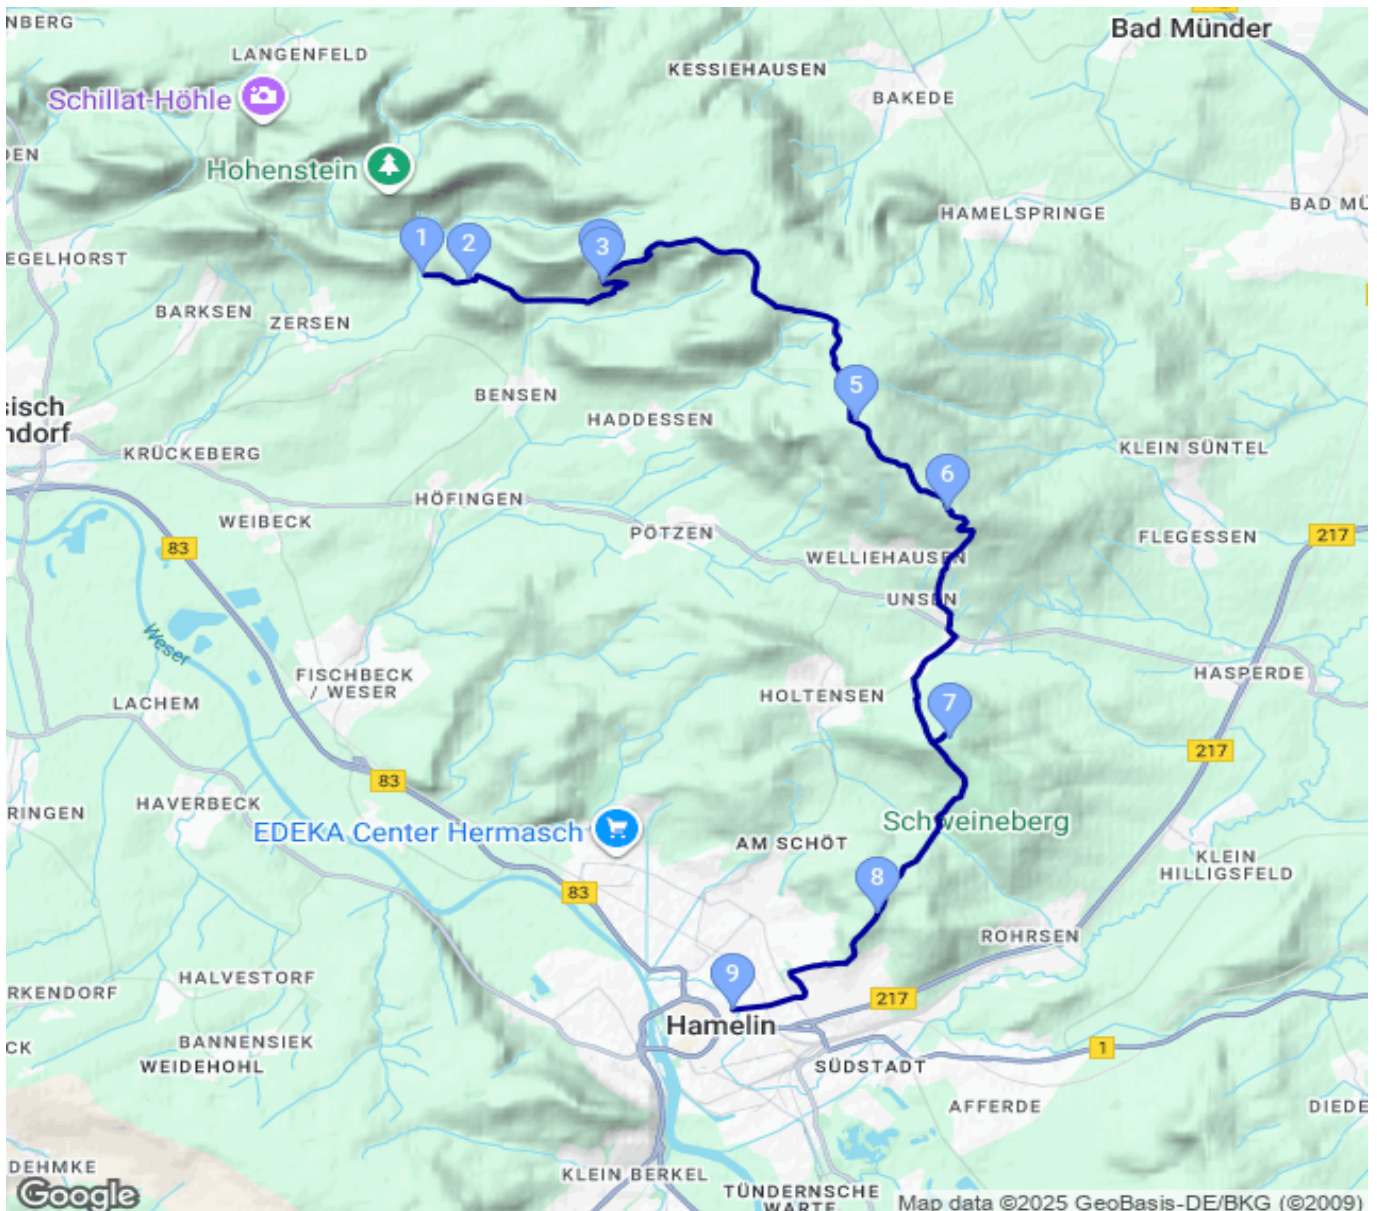 NBERG
Bad Münder
LANGENFELD
KESSIEHAUSEN
Schillat-Höhle
BAKEDE
DEN
Hohenstein
HAMELSPRINGE
BAD MÜ
1
2
3
EGELHORST
BARKSEN
ZERSEN
5
BENSEN
sisch
ndorf
HADDESSEN
KRÜCKEBERG
KLEIN SÜNTEL
6
HÖFINGEN
WEIBECK
PÖTZEN
FLEGESSEN
217
83
WELLIEHAUSEN
UNSEN
Weser
FISCHBECK
/ WESER
HASPERDE
HOLTENSEN
LACHEM
7
217
83
HAVERBECK
RINGEN
EDEKA Center Hermasch
Schweineberg
AM SCHÖT
KLEIN
HILLIGSFELD
8
83
ROHRSEN
HALVESTORF
9
RKENDORF
217
Hamelin
BANNENSIEK
CK
1
WEIDEHOHL
SÜDSTADT
AFFERDE
DIEDE
DEHMKE
KLEIN BERKEL
TÜNDERNSCHE
WARTE
Google
Map data ©2025 GeoBasis-DE/BKG (©2009)